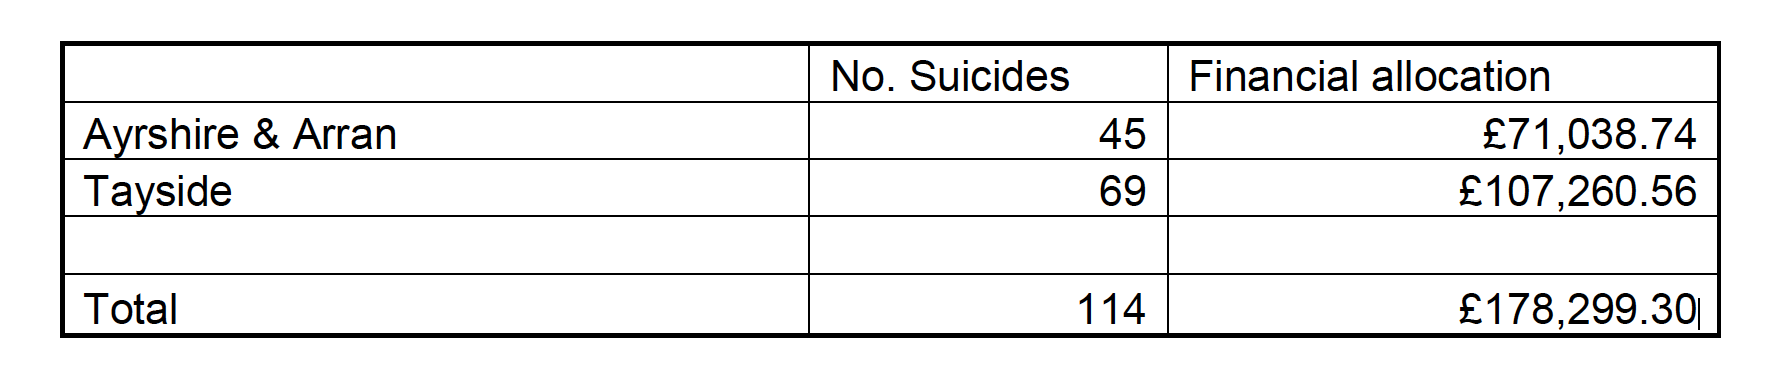 No. Suicides Financial allocation
Ayrshire & Arran 45 £71,038.74
Tayside 69 £107,260.56
Total 114 £178,299.30